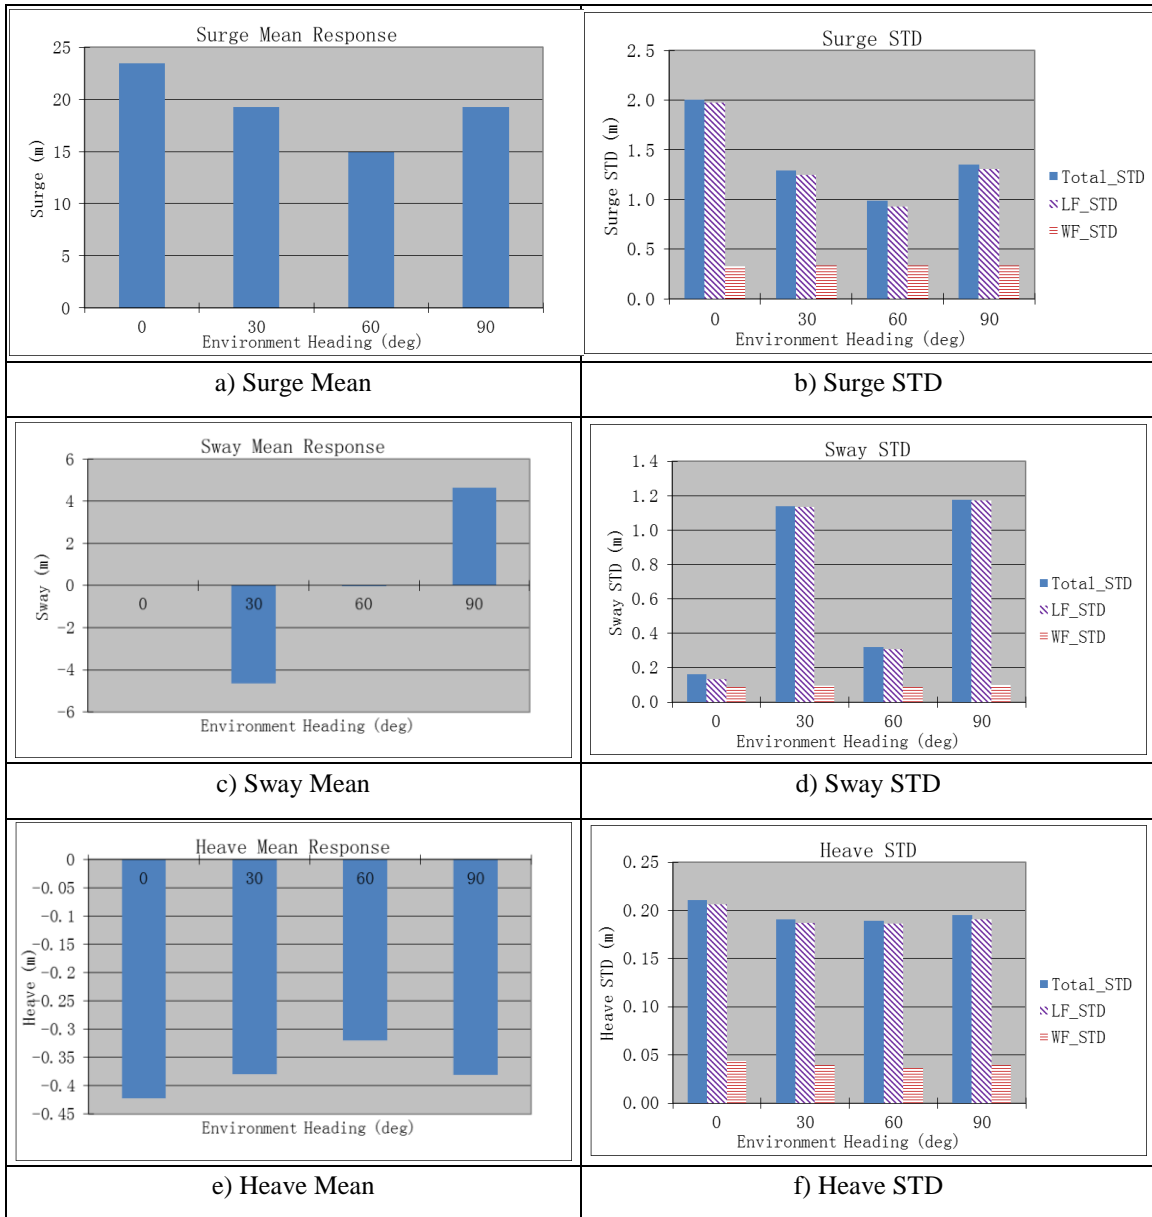 Surge Mean Response
25
20
15
10
5
0
Surge (m)
0 30 60 90
Environment Heading (deg)
Surge STD
2.5
2.0
1.5
1.0
0.5
0.0
Surge STD (m)
0 30 60 90
Environment Heading (deg)
Total_STD
LF_STD
WF_STD
a) Surge Mean
b) Surge STD
Sway Mean Response
6
4
2
0
-2
-4
-6
Sway (m)
0 30 60 90
Environment Heading (deg)
Sway STD
1.4
1.2
1.0
0.8
0.6
0.4
0.2
0.0
Sway STD (m)
0 30 60 90
Environment Heading (deg)
Total_STD
LF_STD
WF_STD
c) Sway Mean
d) Sway STD
Heave Mean Response
0
-0.05
-0.1
-0.15
-0.2
-0.25
-0.3
-0.35
-0.4
-0.45
Heave (m)
0 30 60 90
Environment Heading (deg)
Heave STD
0.25
0.20
0.15
0.10
0.05
0.00
Heave STD (m)
0 30 60 90
Environment Heading (deg)
Total_STD
LF_STD
WF_STD
e) Heave Mean
f) Heave STD